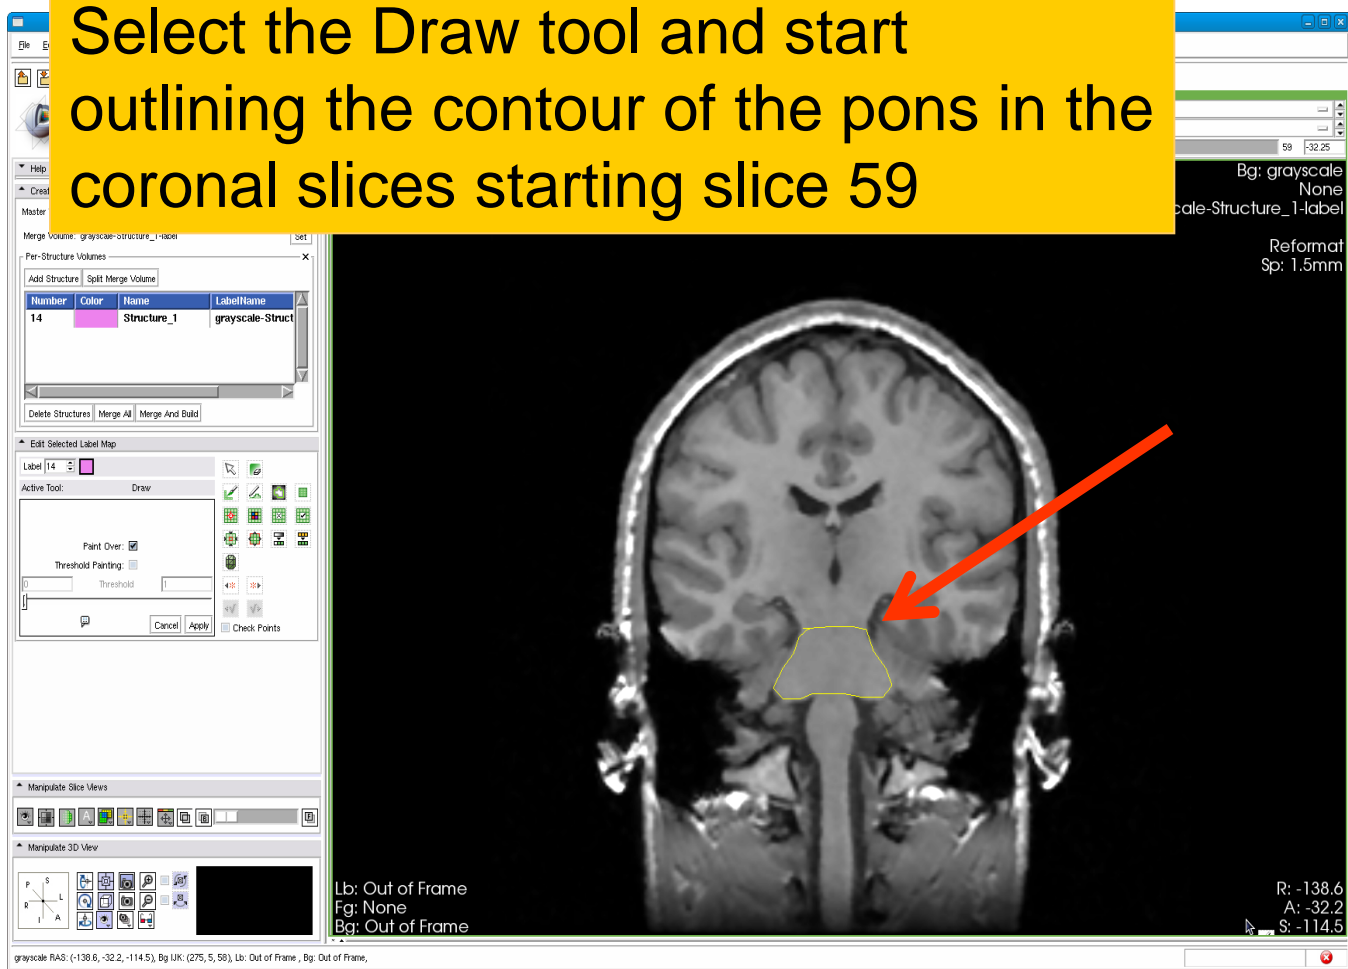 Select the Draw tool and start
outlining the contour of the pons in the
coronal slices starting slice 59
File
59 -32.25
Help
Master
Merge Volume: grayscale-Structure_1-label Set
Per-Structure Volumes
Add Structure Split Merge Volume
Number Color Name LabelName
14 Structure_1 grayscale-Struct
Delete Structures Merge All Merge And Build
Edit Selected Label Map
Label 14
Active Tool: Draw
Paint Over:
Threshold Painting:
0 Threshold 1
Cancel Apply
Check Points
Manipulate Slice Views
Manipulate 3D View
P S
R L
I A
Bg: grayscale
None
cale-Structure_1-label
Reformat
Sp: 1.5mm
Lb: Out of Frame
Fg: None
Bg: Out of Frame
R: -138.6
A: -32.2
S: -114.5
grayscale RAS: (-138.6, -32.2, -114.5), Bg IJK: (275, 5, 58), Lb: Out of Frame , Bg: Out of Frame,